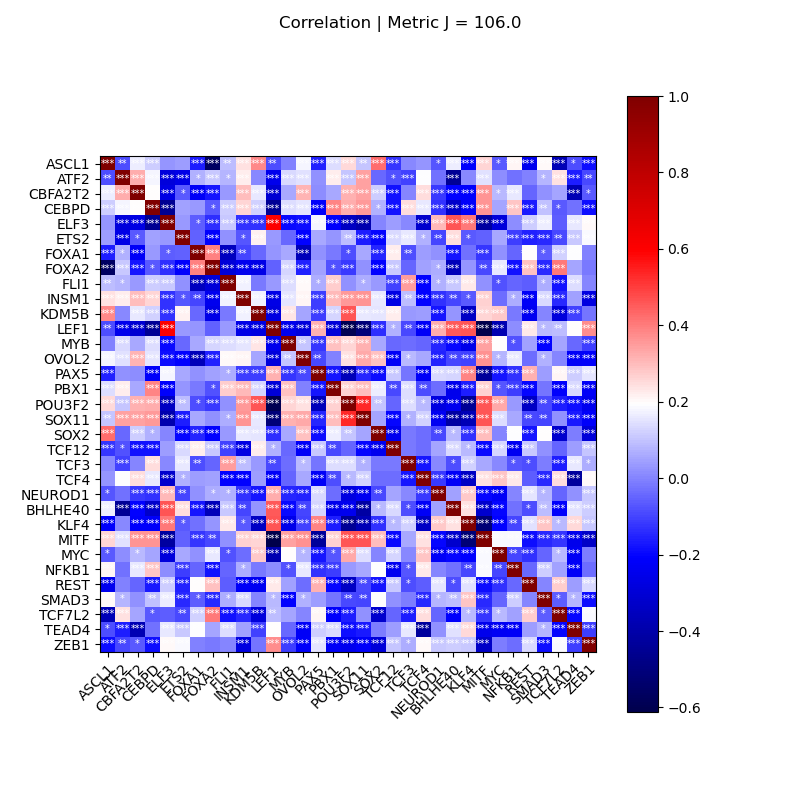 Correlation | Metric J = 106.0
ASCL1
ATF2
CBFA2T2
CEBPD
ELF3
ETS2
FOXA1
FOXA2
FLI1
INSM1
KDM5B
LEF1
MYB
OVOL2
PAX5
PBX1
POU3F2
SOX11
SOX2
TCF12
TCF3
TCF4
NEUROD1
BHLHE40
KLF4
MITF
MYC
NFKB1
REST
SMAD3
TCF7L2
TEAD4
ZEB1
ASCL1
ATF2
CBFA2T2
CEBPD
ELF3
ETS2
FOXA1
FOXA2
FLI1
INSM1
KDM5B
LEF1
MYB
OVOL2
PAX5
PBX1
POU3F2
SOX11
SOX2
TCF12
TCF3
TCF4
NEUROD1
BHLHE40
KLF4
MITF
MYC
NFKB1
REST
SMAD3
TCF7L2
TEAD4
ZEB1
1.0
0.8
0.6
0.4
0.2
0.0
−0.2
−0.4
−0.6